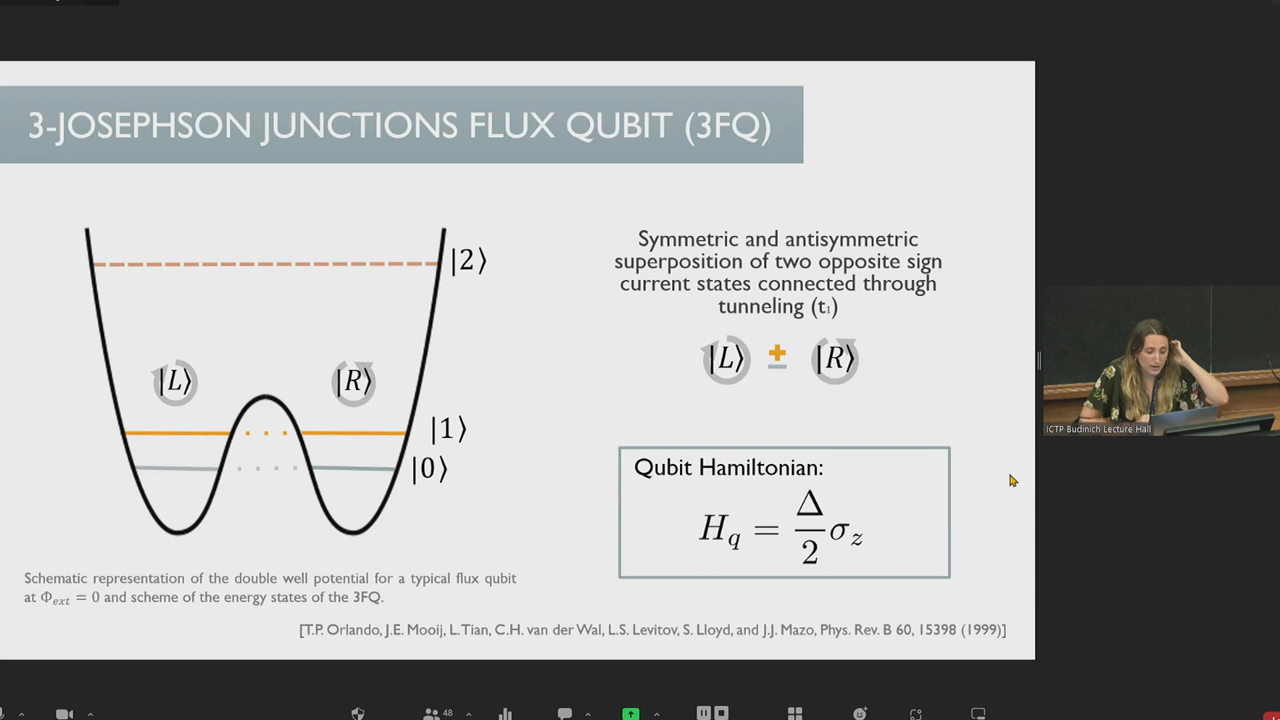 3-JOSEPHSON JUNCTIONS FLUX QUBIT (3FQ)
|2⟩
|L⟩
|R⟩
|1⟩
|0⟩
Schematic representation of the double well potential for a typical flux qubit
at Φext = 0 and scheme of the energy states of the 3FQ.
Symmetric and antisymmetric
superposition of two opposite sign
current states connected through
tunneling (t₁)
|L⟩ ± |R⟩
Qubit Hamiltonian:
H_q = Δ/2 σ_z
[T.P. Orlando, J.E. Mooij, L. Tian, C.H. van der Wal, L.S. Levitov, S. Lloyd, and J.J. Mazo, Phys. Rev. B 60, 15398 (1999)]
ICTP Budinich Lecture Hall
48